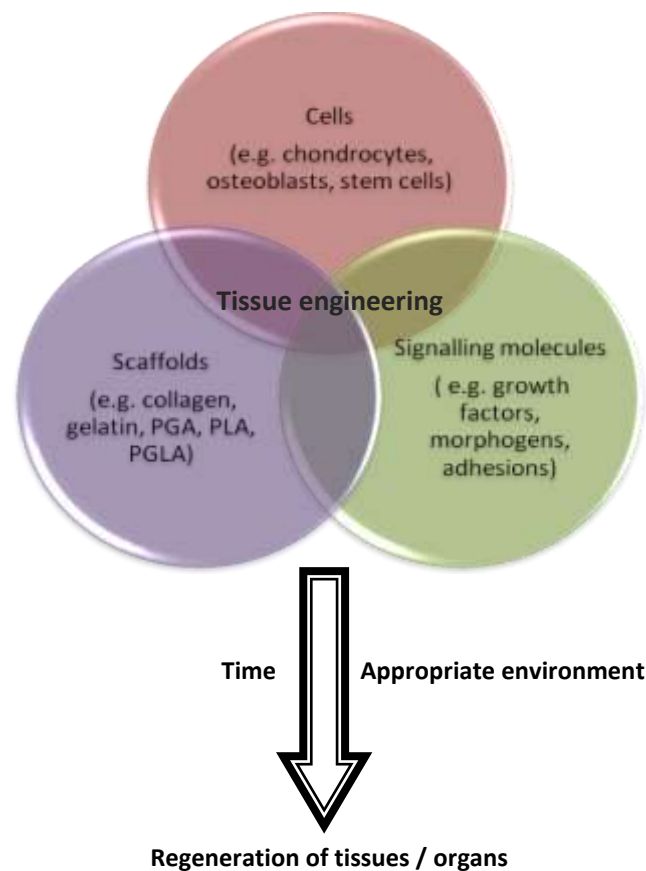 Cells
(e.g. chondrocytes,
osteoblasts, stem cells)
Tissue engineering
Scaffolds
(e.g. collagen,
gelatin, PGA, PLA,
PGLA)
Signalling molecules
( e.g. growth
factors,
morphogens,
adhesions)
Time
Appropriate environment
Regeneration of tissues / organs